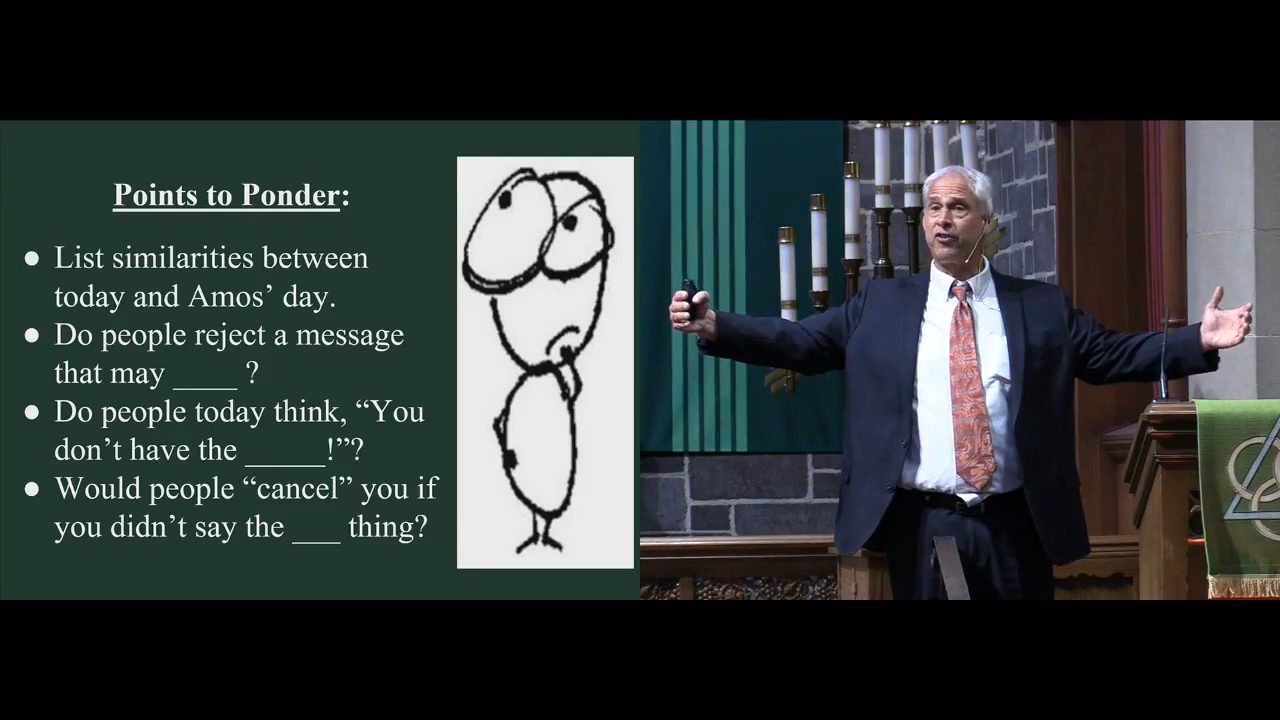 Points to Ponder:
● List similarities between
today and Amos’ day.
● Do people reject a message
that may ____ ?
● Do people today think, “You
don’t have the _____!”?
● Would people “cancel” you if
you didn’t say the ___ thing?